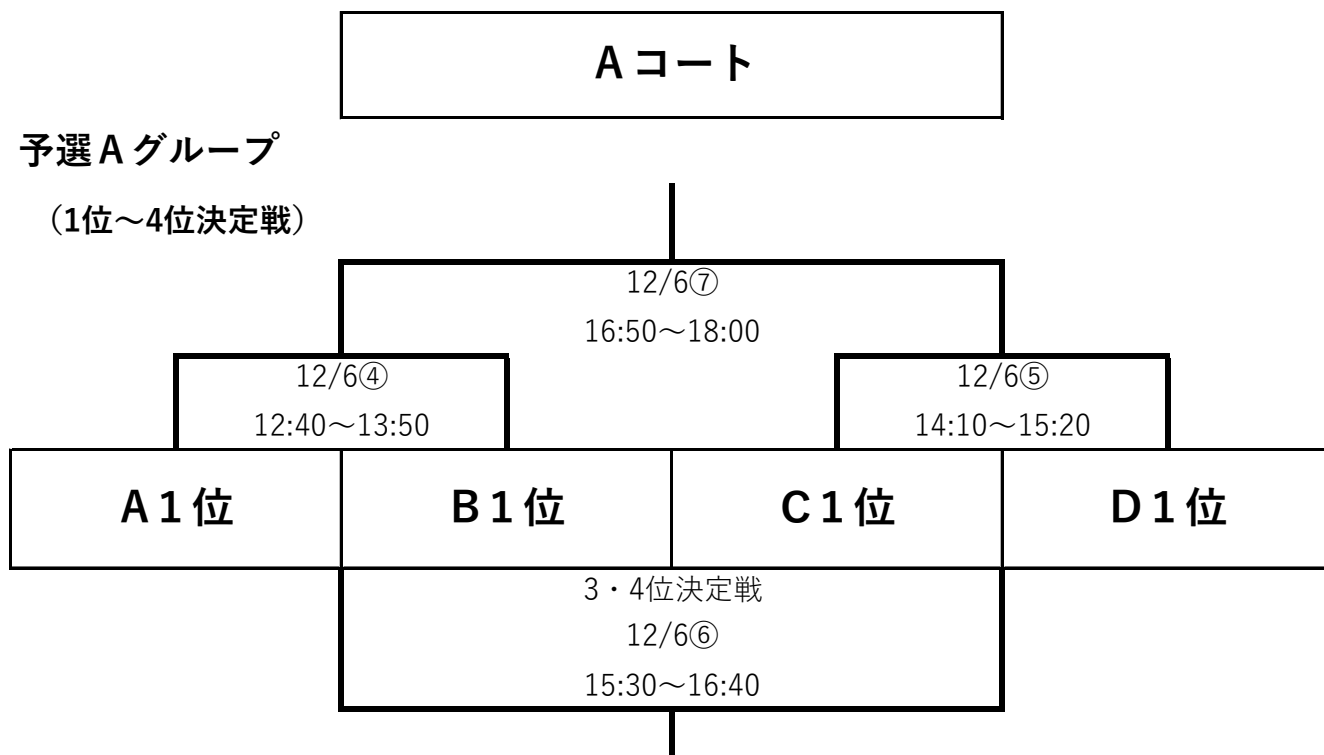 Aコート
予選Aグループ
（1位～4位決定戦）
12/6⑦
16:50～18:00
12/6④
12/6⑤
12:40～13:50
14:10～15:20
A1位
B1位
C1位
D1位
3・4位決定戦
12/6⑥
15:30～16:40